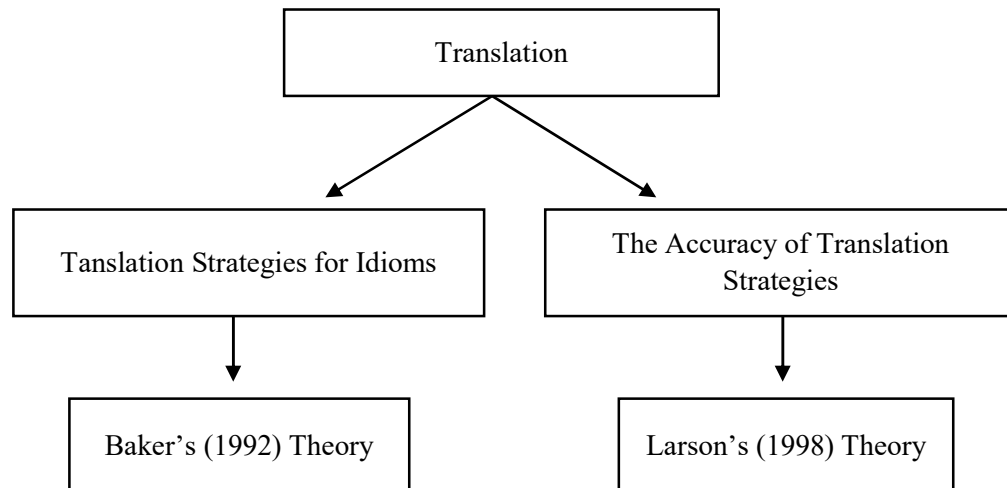 Translation
Tanslation Strategies for Idioms
The Accuracy of Translation
Strategies
Baker’s (1992) Theory
Larson’s (1998) Theory